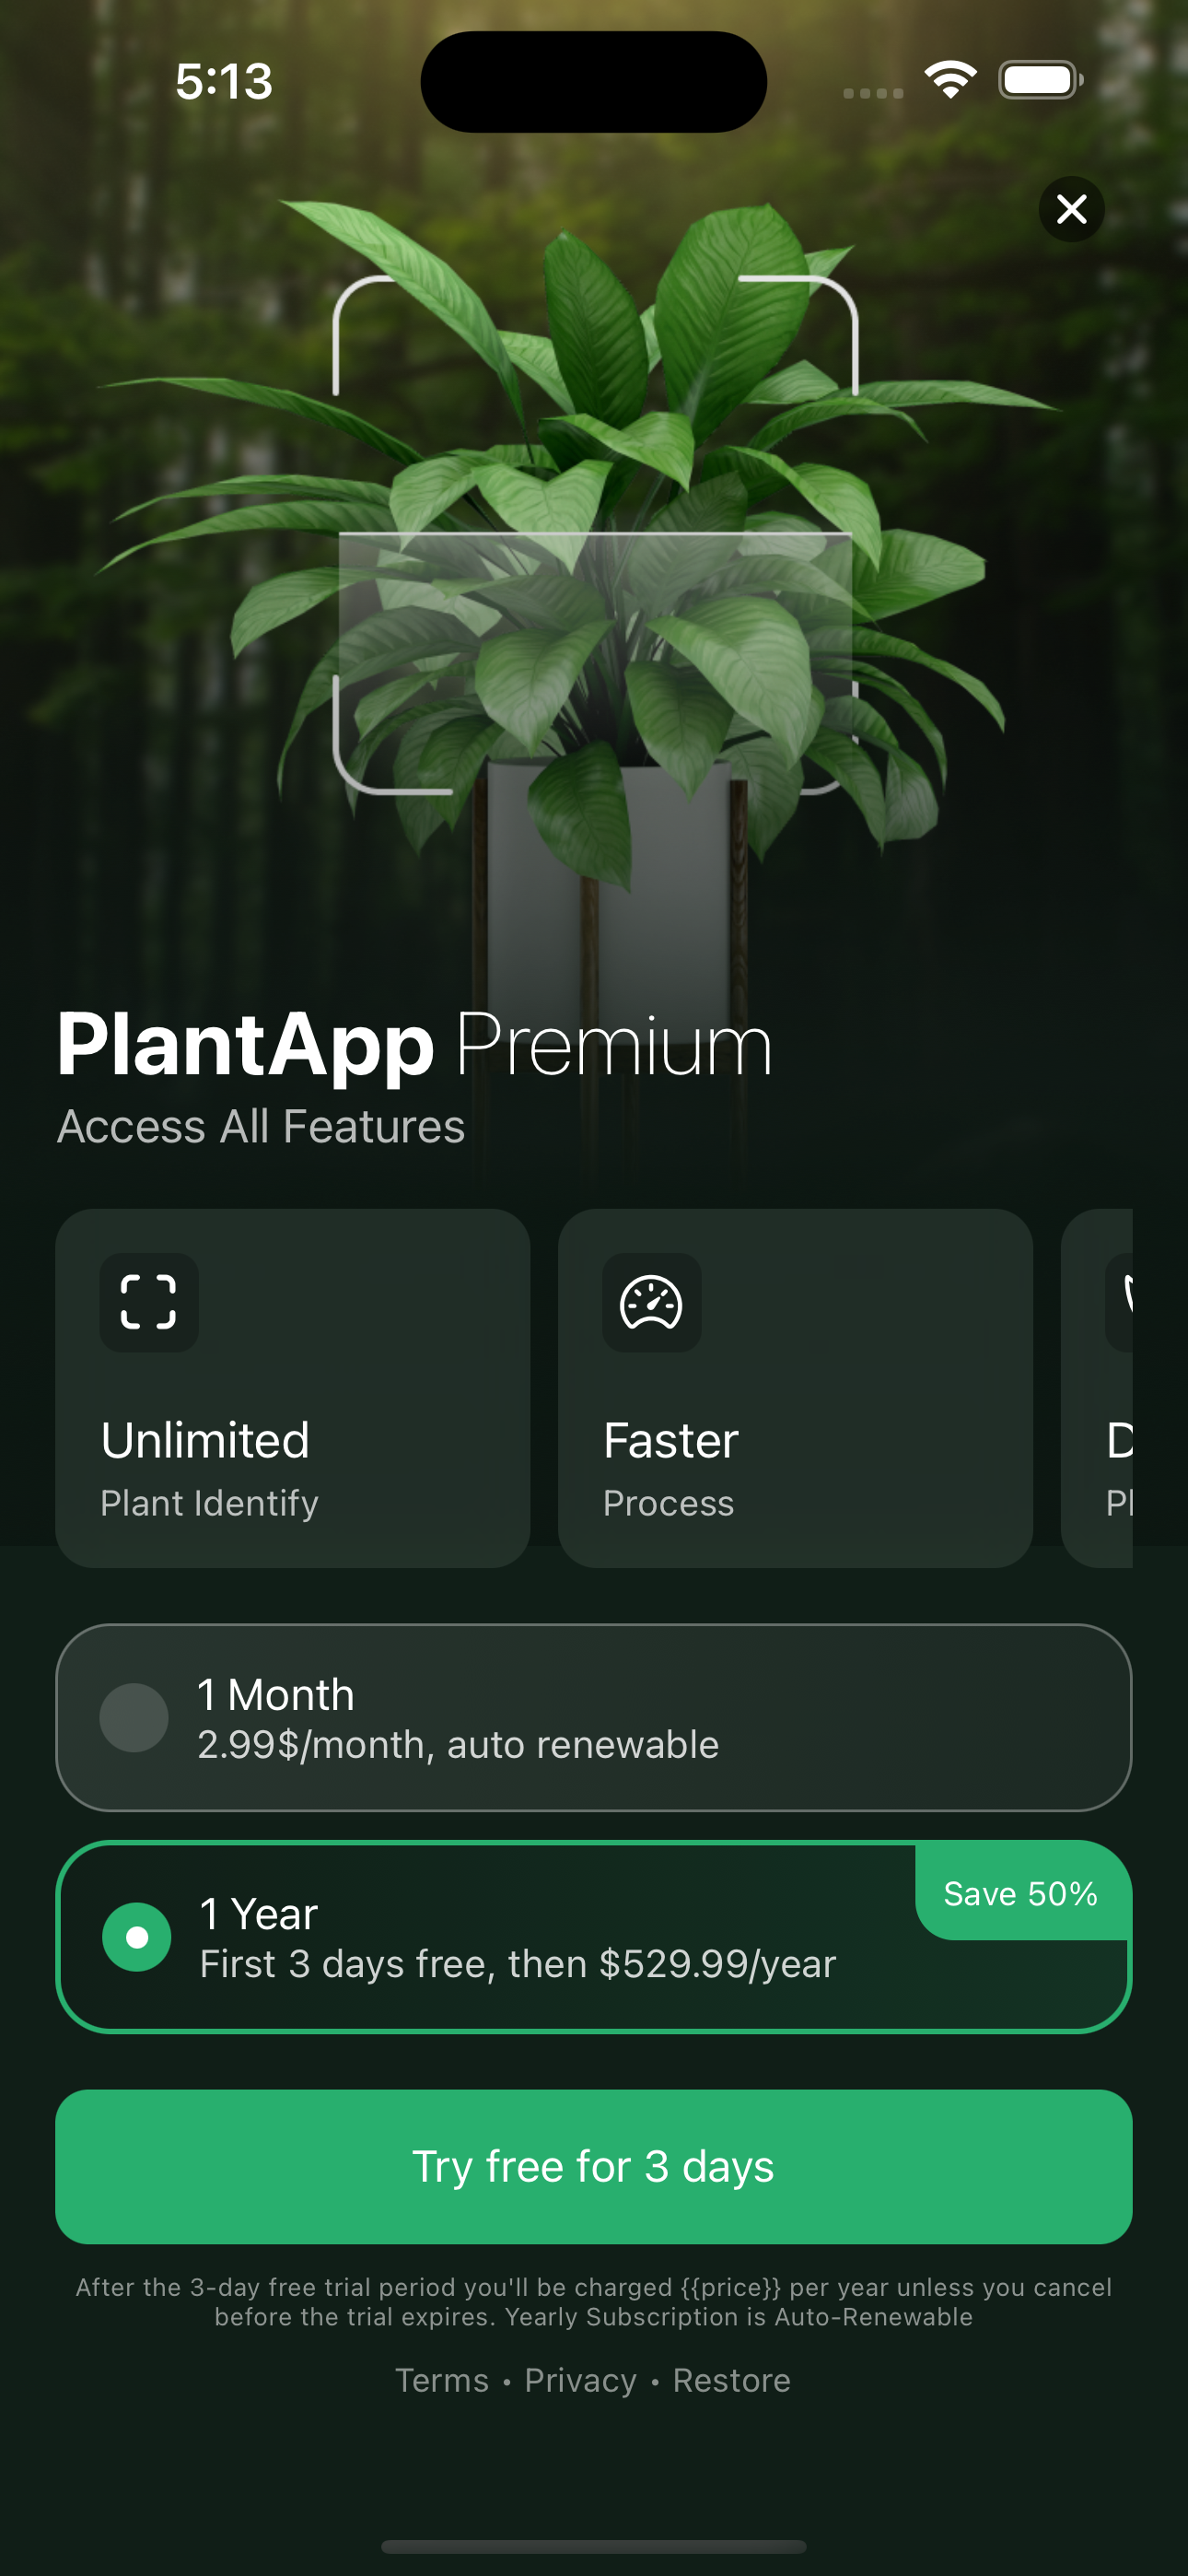 5:13
PlantApp Premium
Access All Features
Unlimited
Plant Identify
Faster
Process
1 Month
2.99$/month, auto renewable
Save 50%
1 Year
First 3 days free, then $529.99/year
Try free for 3 days
After the 3-day free trial period you'll be charged {{price}} per year unless you cancel
before the trial expires. Yearly Subscription is Auto-Renewable
Terms • Privacy • Restore